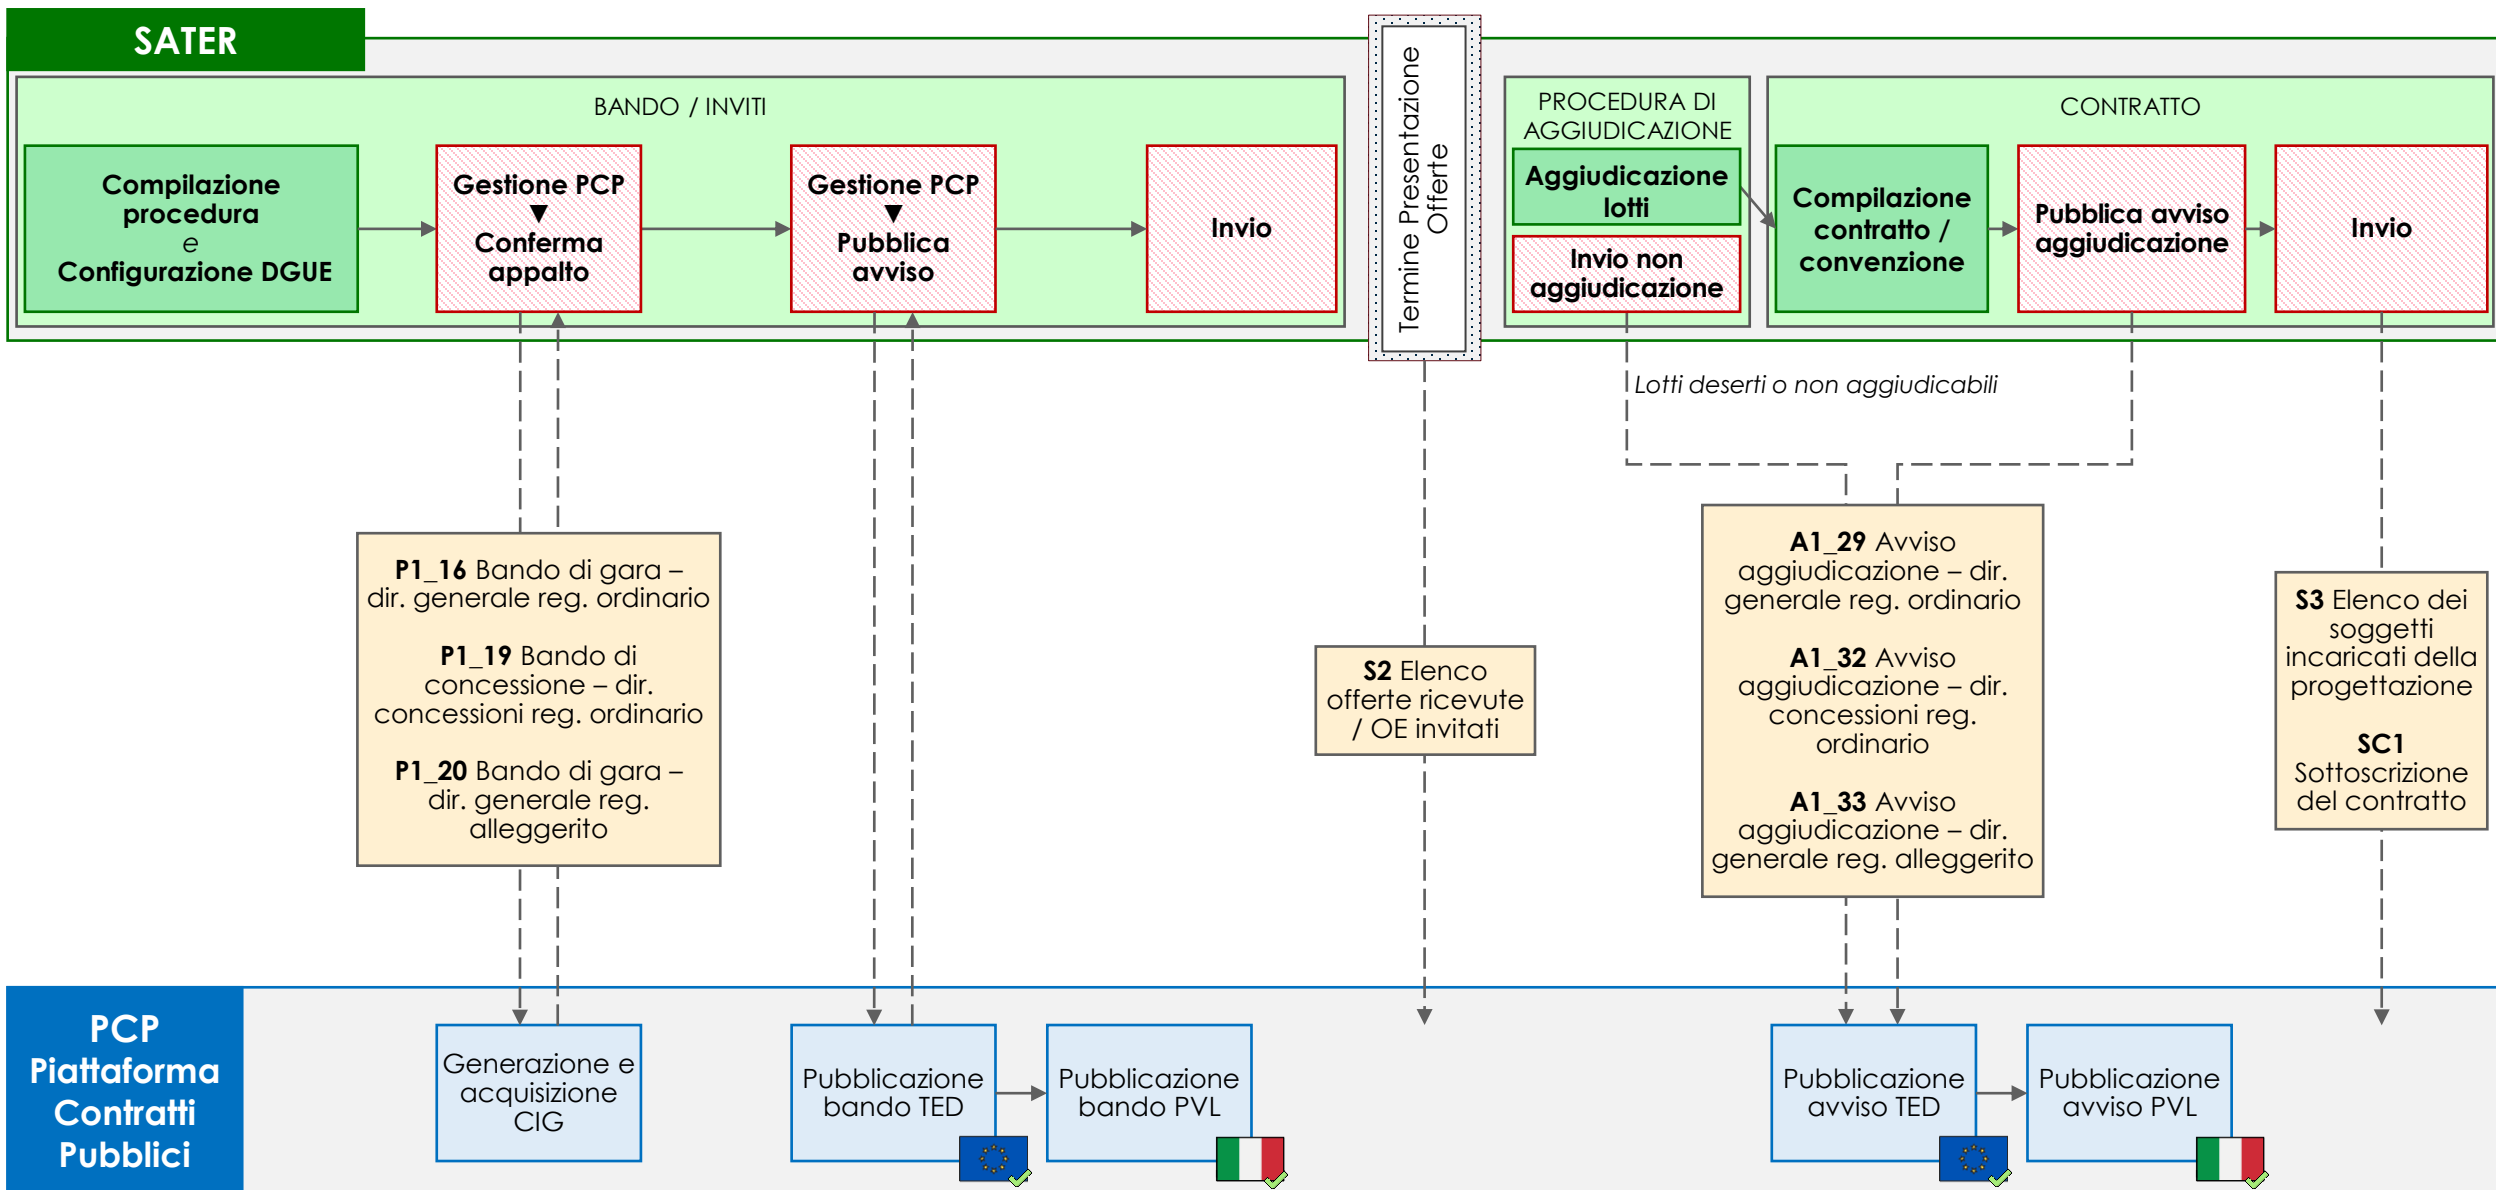 SATER
BANDO / INVITI
Compilazione
procedura
e
Configurazione DGUE
Gestione PCP
▼
Conferma
appalto
Gestione PCP
▼
Pubblica
avviso
Invio
Termine Presentazione
Offerte
PROCEDURA DI
AGGIUDICAZIONE
Aggiudicazione
lotti
Invio non
aggiudicazione
CONTRATTO
Compilazione
contratto /
convenzione
Pubblica avviso
aggiudicazione
Invio
Lotti deserti o non aggiudicabili
P1_16 Bando di gara –
dir. generale reg. ordinario
P1_19 Bando di
concessione – dir.
concessioni reg. ordinario
P1_20 Bando di gara –
dir. generale reg.
alleggerito
S2 Elenco
offerte ricevute
/ OE invitati
A1_29 Avviso
aggiudicazione – dir.
generale reg. ordinario
A1_32 Avviso
aggiudicazione – dir.
concessioni reg.
ordinario
A1_33 Avviso
aggiudicazione – dir.
generale reg. alleggerito
S3 Elenco dei
soggetti
incaricati della
progettazione
SC1
Sottoscrizione
del contratto
PCP
Piattaforma
Contratti
Pubblici
Generazione e
acquisizione
CIG
Pubblicazione
bando TED
Pubblicazione
bando PVL
Pubblicazione
avviso TED
Pubblicazione
avviso PVL